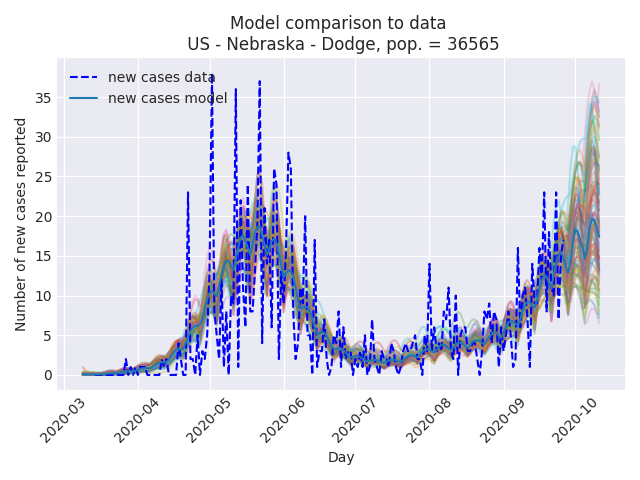 Model comparison to data
US - Nebraska - Dodge, pop. = 36565
new cases data
new cases model
Number of new cases reported
35
30
25
20
15
10
5
0
2020-03
2020-04
2020-05
2020-06
2020-07
2020-08
2020-09
2020-10
Day